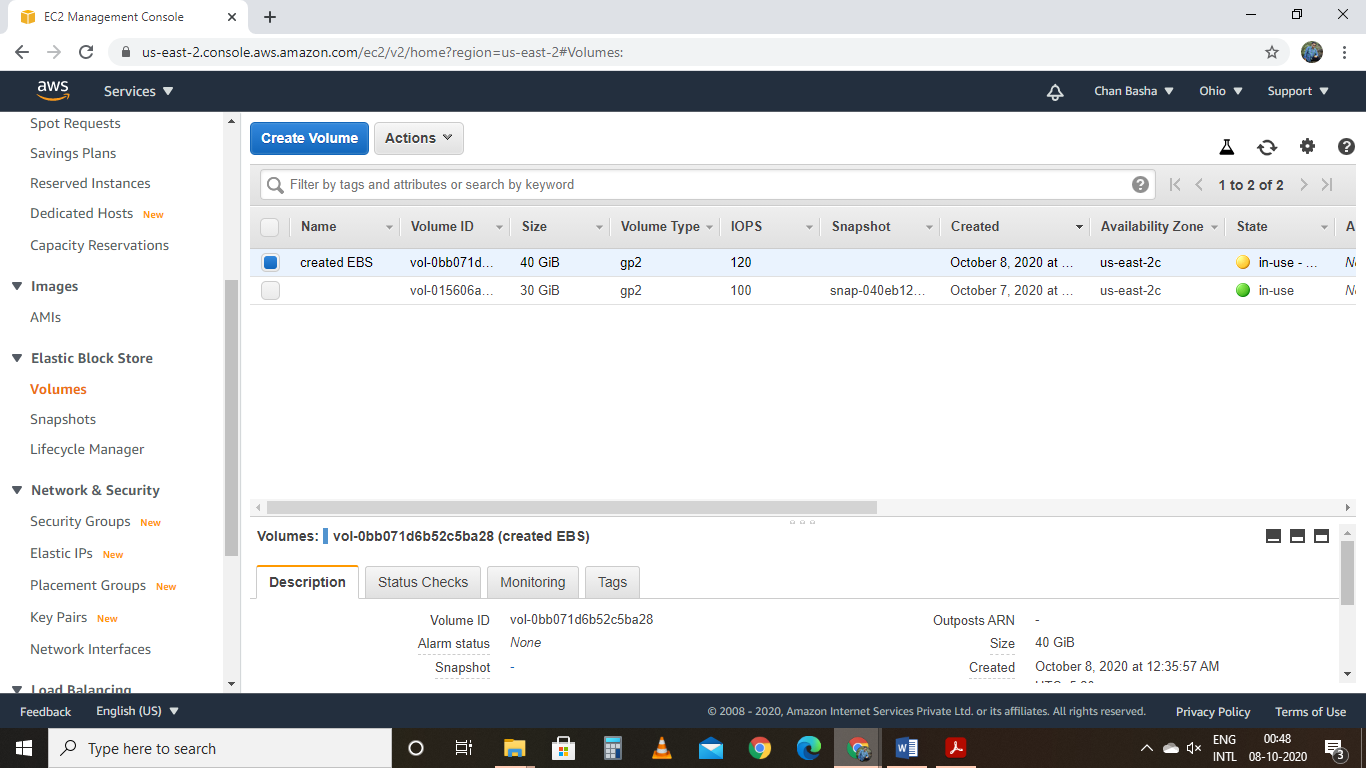 EC2 Management Console
us-east-2.console.aws.amazon.com/ec2/v2/home?region=us-east-2#Volumes:
aws Services Chan Basha Ohio Support
Spot Requests
Savings Plans
Reserved Instances
Dedicated Hosts New
Capacity Reservations
Images
AMIs
Elastic Block Store
Volumes
Snapshots
Lifecycle Manager
Network & Security
Security Groups New
Elastic IPs New
Placement Groups New
Key Pairs New
Network Interfaces
Load Balancing
Create Volume Actions
Filter by tags and attributes or search by keyword 1 to 2 of 2
Name Volume ID Size Volume Type IOPS Snapshot Created Availability Zone State A
created EBS vol-0bb071d... 40 GiB gp2 120 October 8, 2020 at ... us-east-2c in-use - ...
vol-015606a... 30 GiB gp2 100 snap-040eb12... October 7, 2020 at ... us-east-2c in-use
Volumes: vol-0bb071d6b52c5ba28 (created EBS)
Description Status Checks Monitoring Tags
Volume ID vol-0bb071d6b52c5ba28 Outposts ARN -
Alarm status None Size 40 GiB
Snapshot - Created October 8, 2020 at 12:35:57 AM
Feedback English (US) © 2008 - 2020, Amazon Internet Services Private Ltd. or its affiliates. All rights reserved. Privacy Policy Terms of Use
Type here to search
ENG
INTL
00:48
08-10-2020
3